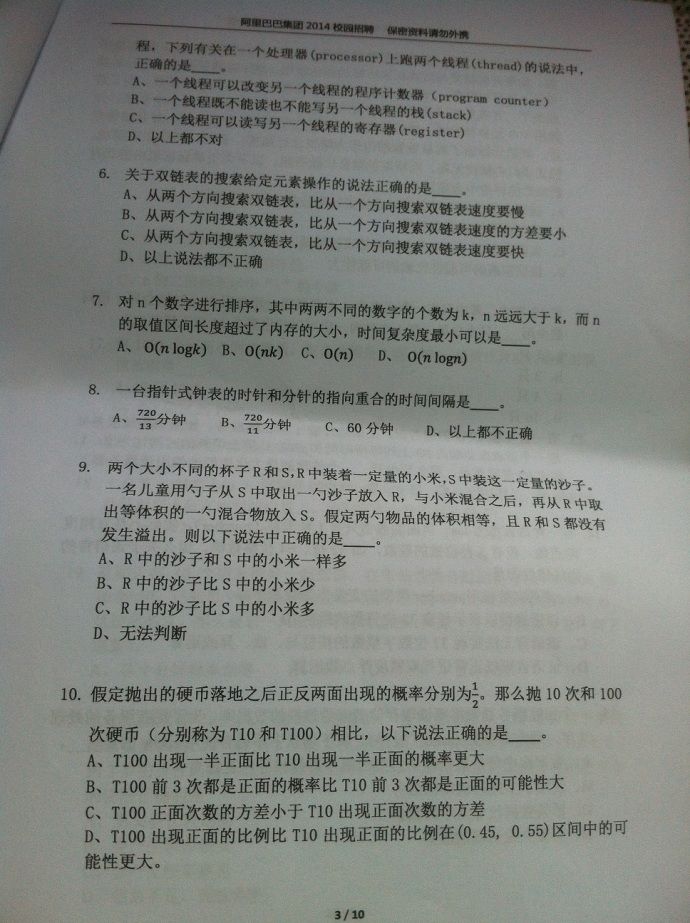 阿里巴巴集团 2014 校园招聘 保密资料请勿外携
程，下列有关在一个处理器(processor)上跑两个线程(thread)的说法中，
正确的是____。
A、一个线程可以改变另一个线程的程序计数器（program counter）
B、一个线程既不能读也不能写另一个线程的栈(stack)
C、一个线程可以读写另一个线程的寄存器(register)
D、以上都不对
6. 关于双链表的搜索给定元素操作的说法正确的是____。
A、从两个方向搜索双链表，比从一个方向搜索双链表速度要慢
B、从两个方向搜索双链表，比从一个方向搜索双链表速度的方差要小
C、从两个方向搜索双链表，比从一个方向搜索双链表速度要快
D、以上说法都不正确
7. 对 n 个数字进行排序，其中两两不同的数字的个数为 k，n 远远大于 k，而 n
的取值区间长度超过了内存的大小，时间复杂度最小可以是____。
A、 O(n logk) B、O(nk) C、O(n) D、 O(n logn)
8. 一台指针式钟表的时针和分针的指向重合的时间间隔是____。
A、720/13分钟 B、720/11分钟 C、60 分钟 D、以上都不正确
9. 两个大小不同的杯子 R 和 S，R 中装着一定量的小米，S 中装这一定量的沙子。
一名儿童用勺子从 S 中取出一勺沙子放入 R，与小米混合之后，再从 R 中取
出等体积的一勺混合物放入 S。假定两勺物品的体积相等，且 R 和 S 都没有
发生溢出。则以下说法中正确的是____。
A、R 中的沙子和 S 中的小米一样多
B、R 中的沙子比 S 中的小米少
C、R 中的沙子比 S 中的小米多
D、无法判断
10. 假定抛出的硬币落地之后正反两面出现的概率分别为1/2。那么抛 10 次和 100
次硬币（分别称为 T10 和 T100）相比，以下说法正确的是____。
A、T100 出现一半正面比 T10 出现一半正面的概率更大
B、T100 前 3 次都是正面的概率比 T10 前 3 次都是正面的可能性大
C、T100 正面次数的方差小于 T10 出现正面次数的方差
D、T100 出现正面的比例比 T10 出现正面的比例在(0.45, 0.55)区间中的可
能性更大。
3 / 10